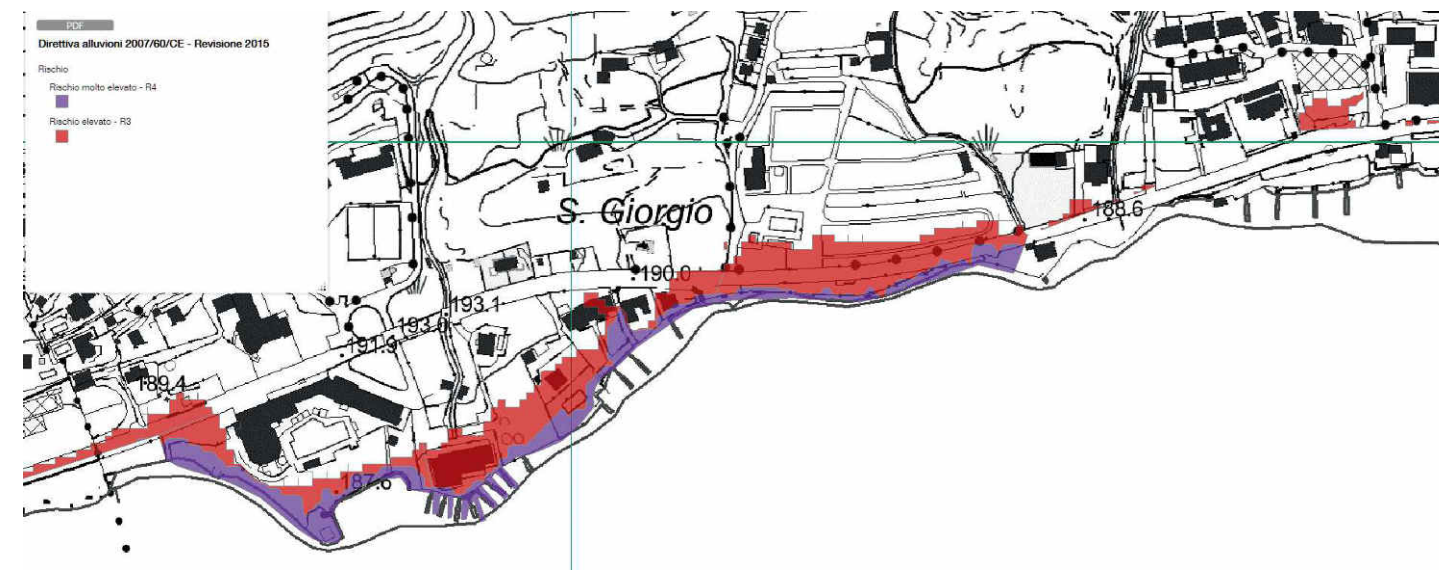 PDF
Direttiva alluvioni 2007/60/CE - Revisione 2015
Rischio
Rischio molto elevato - R4
Rischio elevato - R3
S. Giorgio
188.6
190.0
193.1
193.0
191.9
189.4
187.6